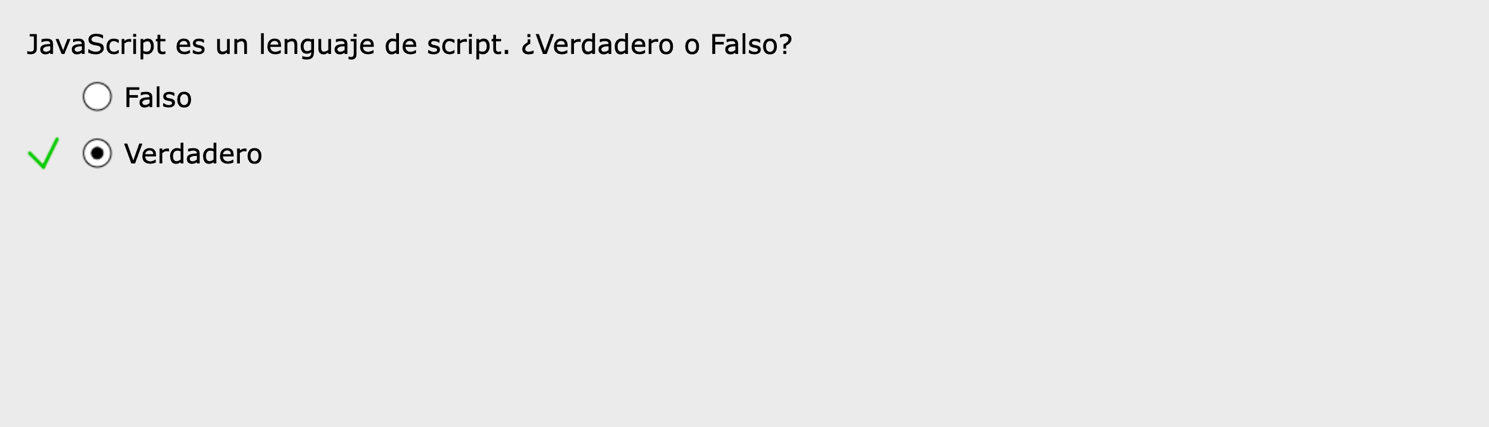 JavaScript es un lenguaje de script. ¿Verdadero o Falso?
Falso
Verdadero